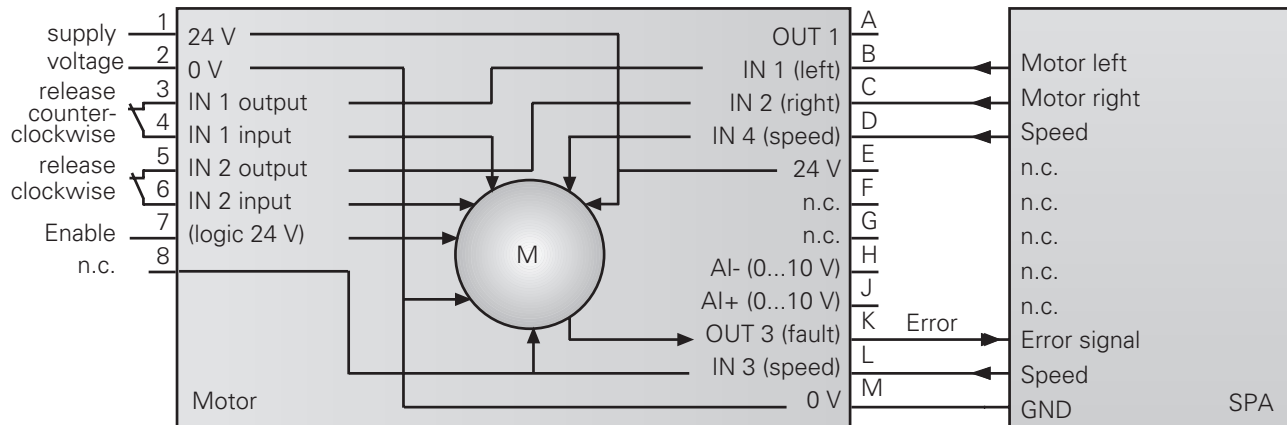 supply
voltage
release
counter-
clockwise
release
clockwise
Enable
n.c.
1
2
3
4
5
6
7
8
24 V
0 V
IN 1 output
IN 1 input
IN 2 output
IN 2 input
(logic 24 V)
Motor
M
OUT 1
IN 1 (left)
IN 2 (right)
IN 4 (speed)
24 V
n.c.
n.c.
AI- (0...10 V)
AI+ (0...10 V)
OUT 3 (fault)
IN 3 (speed)
0 V
A
B
C
D
E
F
G
H
J
K
L
M
Error
Motor left
Motor right
Speed
n.c.
n.c.
n.c.
n.c.
n.c.
Error signal
Speed
GND
SPA